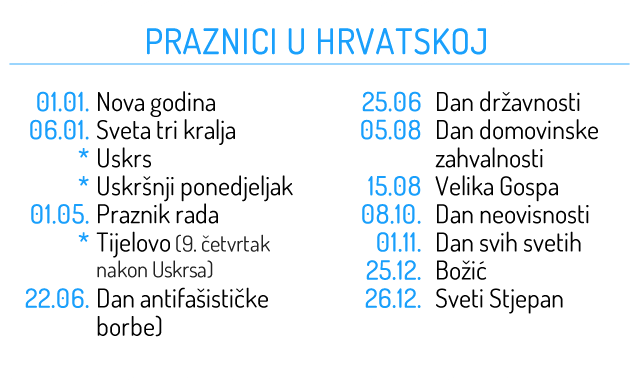 PRAZNICI U HRVATSKOJ
01.01. Nova godina
06.01. Sveta tri kralja
* Uskrs
* Uskršnji ponedjeljak
01.05. Praznik rada
* Tijelovo (9. četvrtak
nakon Uskrsa)
22.06. Dan antifašističke
borbe)
25.06 Dan državnosti
05.08 Dan domovinske
zahvalnosti
15.08 Velika Gospa
08.10. Dan neovisnosti
01.11. Dan svih svetih
25.12. Božić
26.12. Sveti Stjepan